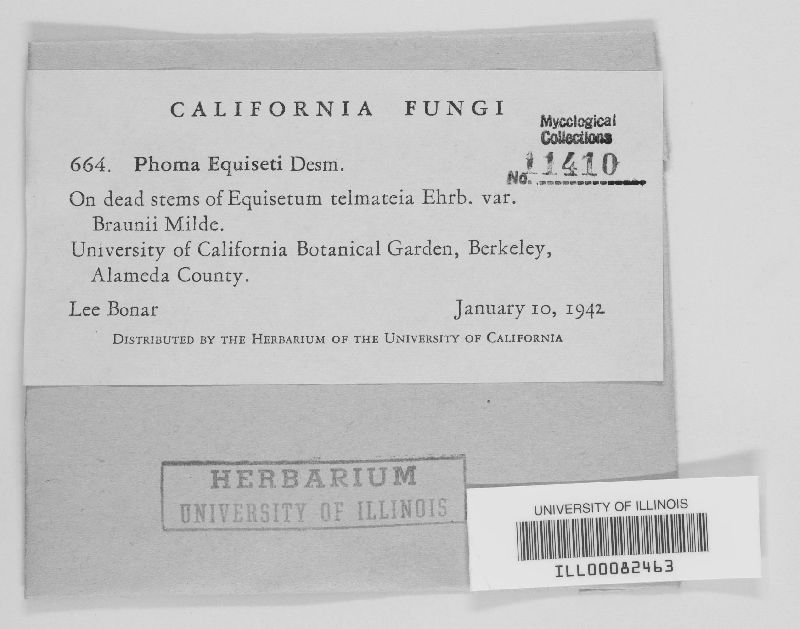 CALIFORNIA FUNGI
Mycological
Collections
No. 11410
664. Phoma Equiseti Desm.
On dead stems of Equisetum telmateia Ehrb. var.
Braunii Milde.
University of California Botanical Garden, Berkeley,
Alameda County.
Lee Bonar January 10, 1942
DISTRIBUTED BY THE HERBARIUM OF THE UNIVERSITY OF CALIFORNIA
HERBARIUM
UNIVERSITY OF ILLINOIS
UNIVERSITY OF ILLINOIS
ILL00082463